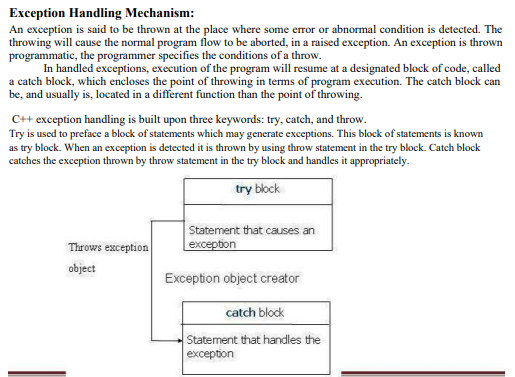 Exception Handling Mechanism:
An exception is said to be thrown at the place where some error or abnormal condition is detected. The
throwing will cause the normal program flow to be aborted, in a raised exception. An exception is thrown
programmatic, the programmer specifies the conditions of a throw.
In handled exceptions, execution of the program will resume at a designated block of code, called
a catch block, which encloses the point of throwing in terms of program execution. The catch block can
be, and usually is, located in a different function than the point of throwing.
C++ exception handling is built upon three keywords: try, catch, and throw.
Try is used to preface a block of statements which may generate exceptions. This block of statements is known
as try block. When an exception is detected it is thrown by using throw statement in the try block. Catch block
catches the exception thrown by throw statement in the try block and handles it appropriately.
try block
Statement that causes an
exception
Throws exception
object
Exception object creator
catch block
Statement that handles the
exception